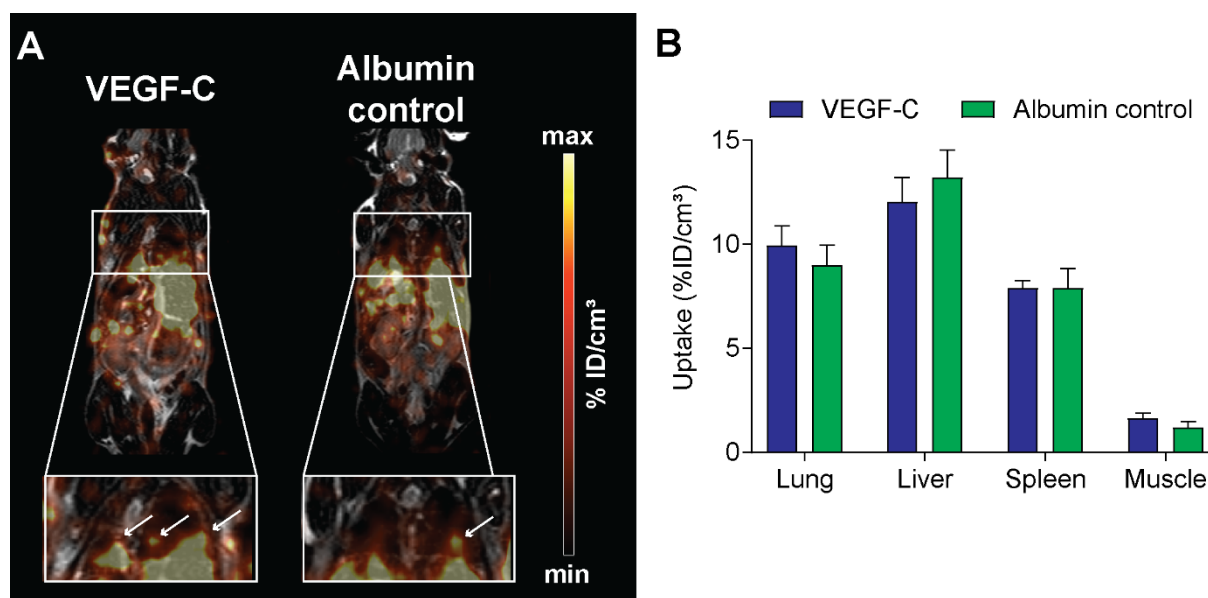 A
VEGF-C
Albumin
control
max
% ID/cm³
min
B
VEGF-C
Albumin control
Uptake (%ID/cm³)
15
10
5
0
Lung
Liver
Spleen
Muscle